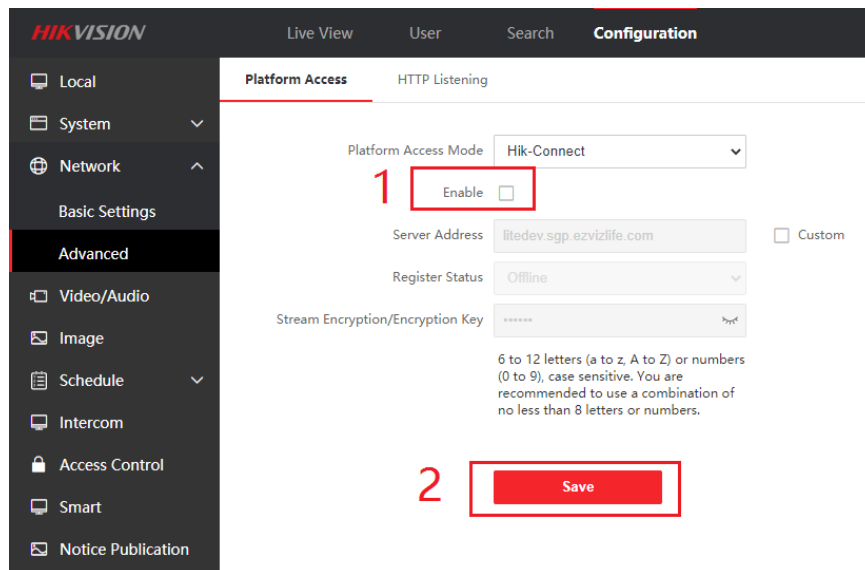 HIKVISION Live View User Search Configuration
Local
System
Network
Basic Settings
Advanced
Video/Audio
Image
Schedule
Intercom
Access Control
Smart
Notice Publication
Platform Access HTTP Listening
Platform Access Mode Hik-Connect
1
Enable
Server Address litedev.sgp.ezvizlife.com Custom
Register Status Offline
Stream Encryption/Encryption Key ••••••
6 to 12 letters (a to z, A to Z) or numbers
(0 to 9), case sensitive. You are
recommended to use a combination of
no less than 8 letters or numbers.
2
Save